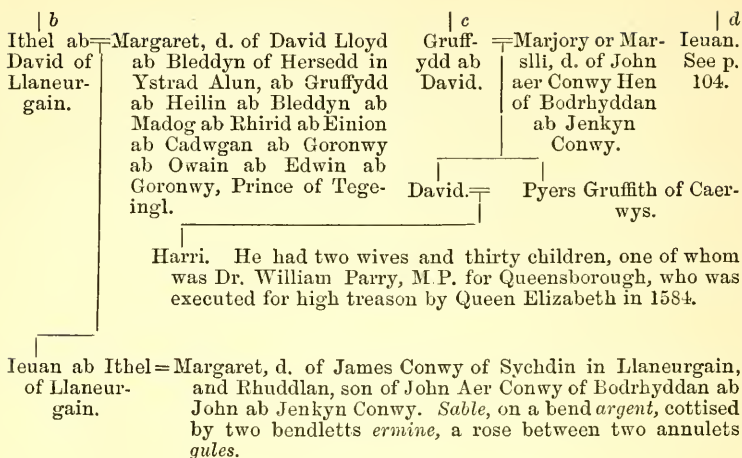 | b
Ithel ab=Margaret, d. of David Lloyd
David of ab Bleddyn of Hersedd in
Llaneur- Ystrad Alun, ab Gruffydd
gain. ab Heilin ab Bleddyn ab
Madog ab Rhirid ab Einion
ab Cadwgan ab Goronwy
ab Owain ab Edwin ab
Goronwy, Prince of Tege-
ingl.
| c
Gruff- =Marjory or Mar-
ydd ab slli, d. of John
David. aer Conwy Hen
of Bodrhyddan
ab Jenkyn
Conwy.
| d
Ieuan.
See p.
104.
David.= Pyers Gruffith of Caer-
wys.
Harri. He had two wives and thirty children, one of whom
was Dr. William Parry, M.P. for Queensborough, who was
executed for high treason by Queen Elizabeth in 1584.
Ieuan ab Ithel=Margaret, d. of James Conwy of Sychdin in Llaneurgain,
of Llaneur- and Rhuddlan, son of John Aer Conwy of Bodrhyddan ab
gain. John ab Jenkyn Conwy. Sable, on a bend argent, cottised
by two bendletts ermine, a rose between two annulets
gules.